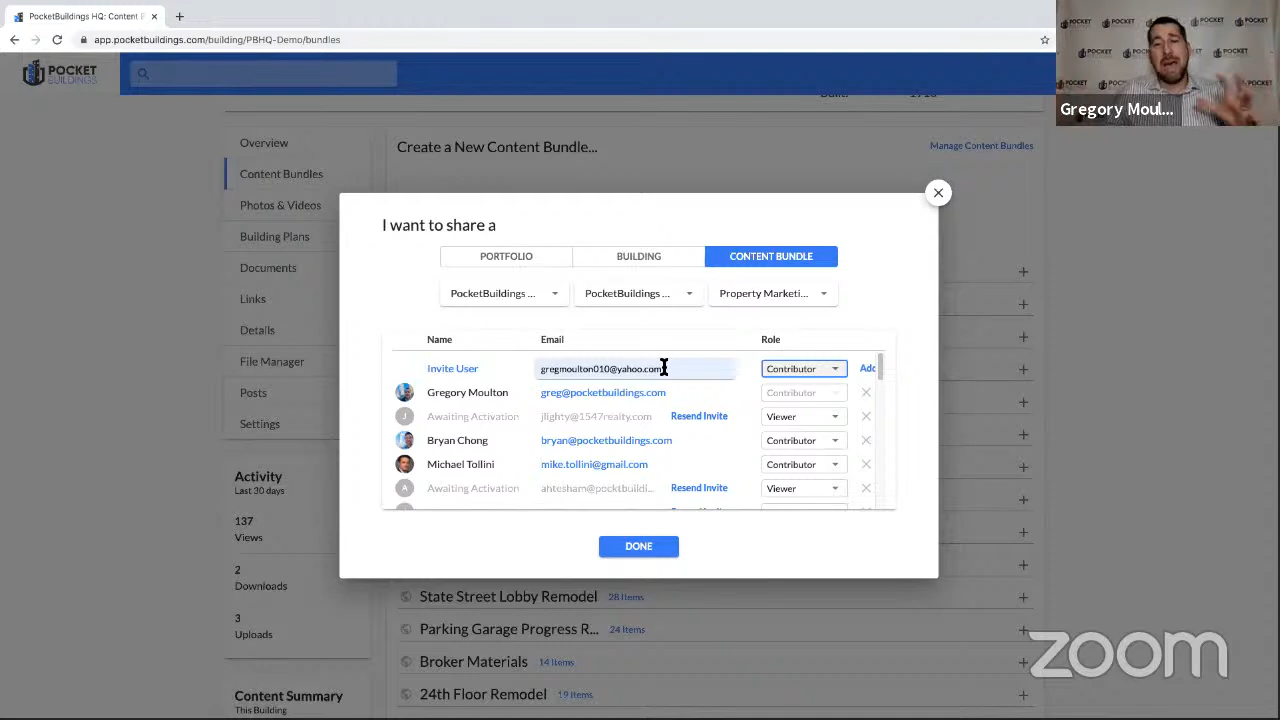 PocketBuildings HQ: Content
app.pocketbuildings.com/building/PBHQ-Demo/bundles
POCKET
BUILDINGS
Gregory Moul...
Overview
Content Bundles
Photos & Videos
Building Plans
Documents
Links
Details
File Manager
Posts
Settings
Activity
Last 30 days
137
Views
2
Downloads
3
Uploads
Content Summary
This Building
Create a New Content Bundle...
Manage Content Bundles
I want to share a
PORTFOLIO BUILDING CONTENT BUNDLE
PocketBuildings ... PocketBuildings ... Property Marketi...
Name Email Role
Invite User gregmoulton010@yahoo.com Contributor Add
Gregory Moulton greg@pocketbuildings.com Contributor
J Awaiting Activation jlighty@1547realty.com Resend Invite Viewer
Bryan Chong bryan@pocketbuildings.com Contributor
Michael Tollini mike.tollini@gmail.com Contributor
A Awaiting Activation ahtesham@pocktbuildi... Resend Invite Viewer
DONE
State Street Lobby Remodel 28 Items
Parking Garage Progress R... 24 Items
Broker Materials 14 Items
24th Floor Remodel 19 Items
zoom